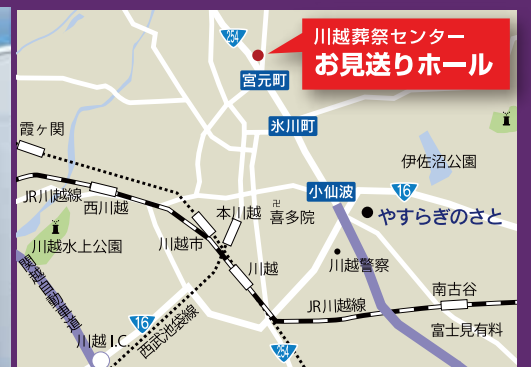 川越葬祭センター
お見送りホール
254
宮元町
氷川町
霞ヶ関
伊佐沼公園
JR川越線
西川越
小仙波
16
本川越
卍
喜多院
やすらぎのさと
川越水上公園
川越市
川越警察
川越
関越自動車道
南古谷
JR川越線
16
川越I.C.
西武池袋線
富士見有料
254